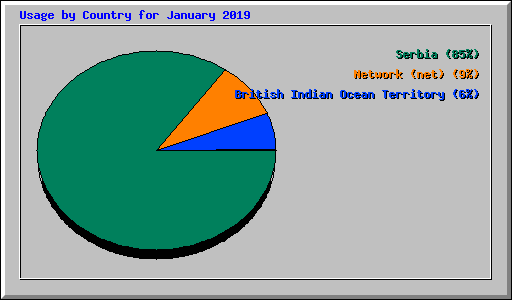 Usage by Country for January 2019
Serbia (85%)
Network (net) (9%)
British Indian Ocean Territory (6%)